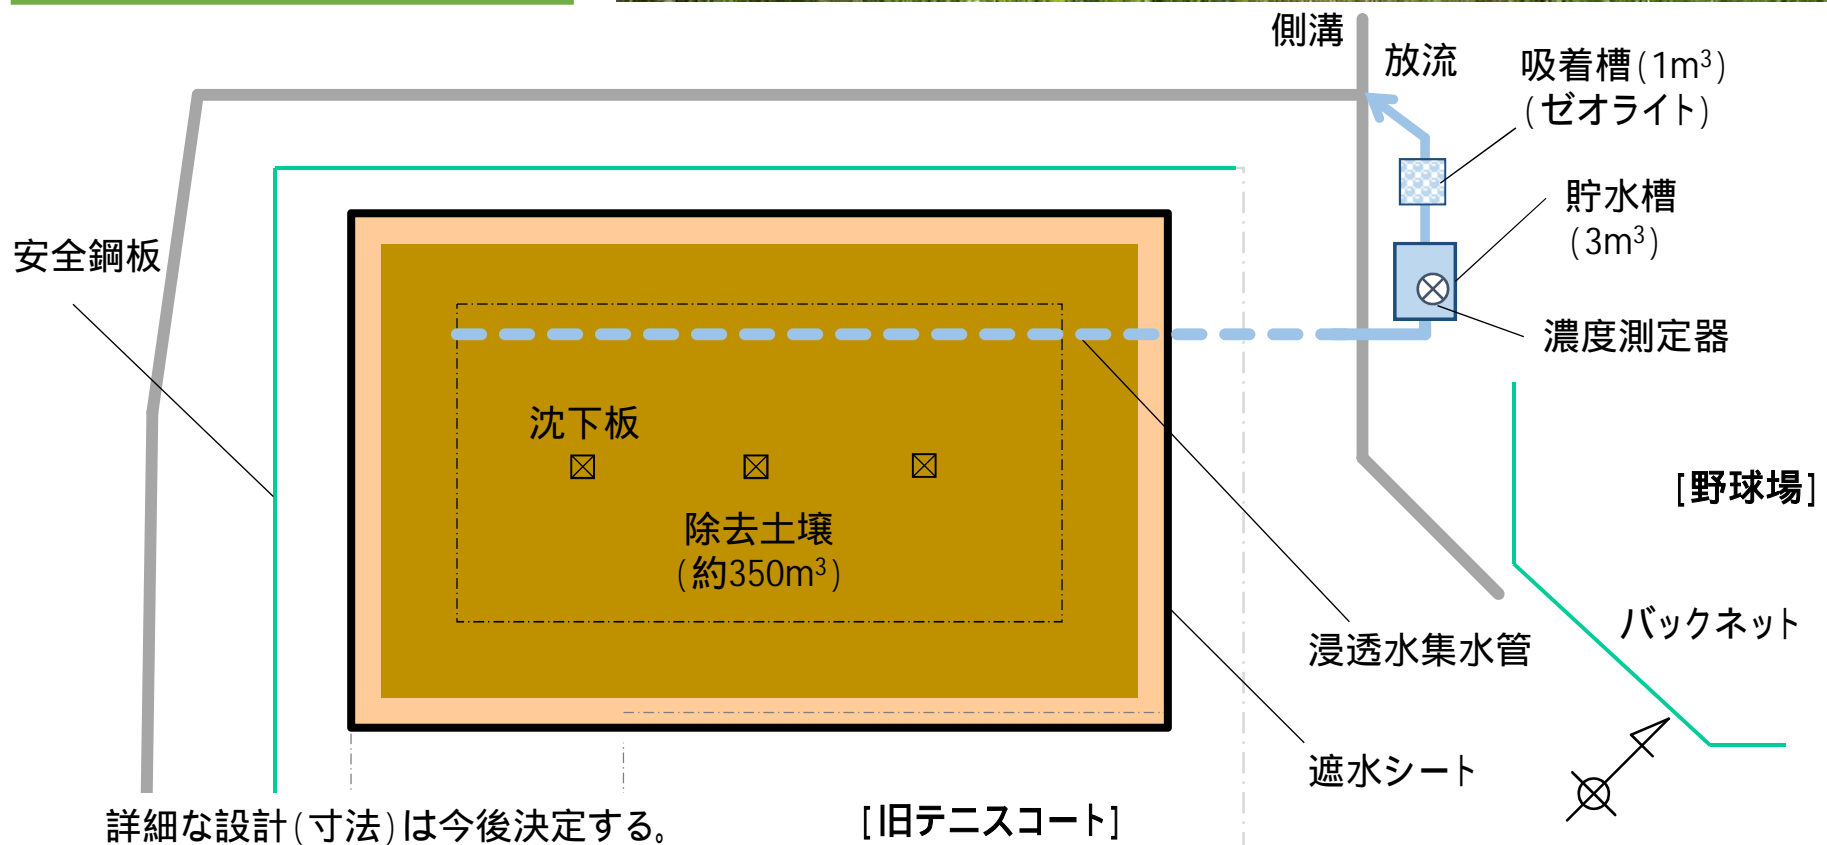 側溝
放流
吸着槽(1m³)
(ゼオライト)
貯水槽
(3m³)
安全鋼板
濃度測定器
沈下板
[野球場]
除去土壌
(約350m³)
バックネット
浸透水集水管
遮水シート
詳細な設計(寸法)は今後決定する。
[旧テニスコート]